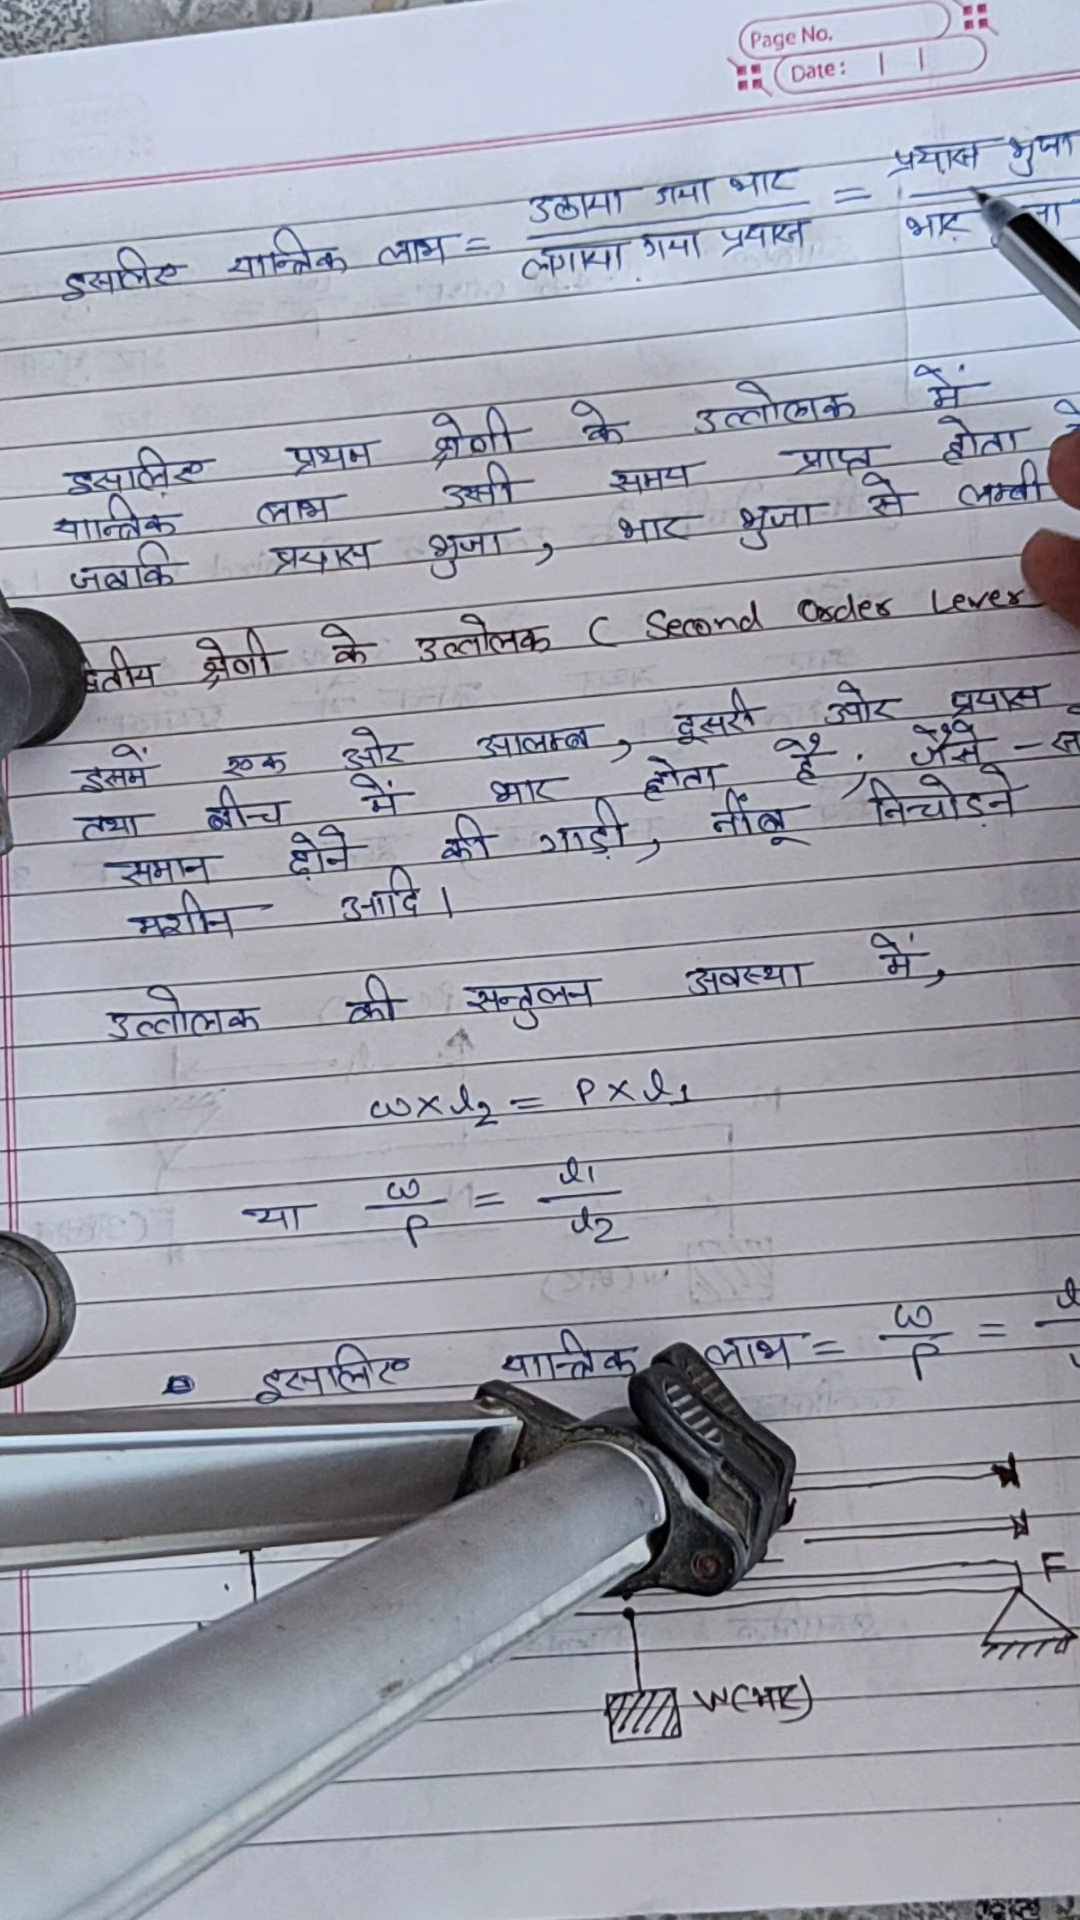 Page No.
Date:
इसलिए यान्त्रिक लाभ = उठाया गया भार / लगाया गया प्रयास = प्रयास भुजा / भार
इसलिए प्रथम श्रेणी के उत्तोलक में
यान्त्रिक लाभ उसी समय प्राप्त होता
जबकि प्रयास भुजा, भार भुजा से लम्बी
श्रेणी के उत्तोलक ( Second Order Lever
इसमें एक ओर आलम्ब, दूसरी ओर प्रयास
तथा बीच में भार होता है; जैसे -
समान ढ़ोने की गाड़ी, नींबू निचोड़ने
मशीन आदि।
उत्तोलक की सन्तुलन अवस्था में,
W × l2 = P × l1
या W/P = l1/l2
इसलिए यान्त्रिक लाभ = W/P =
F
W(भार)